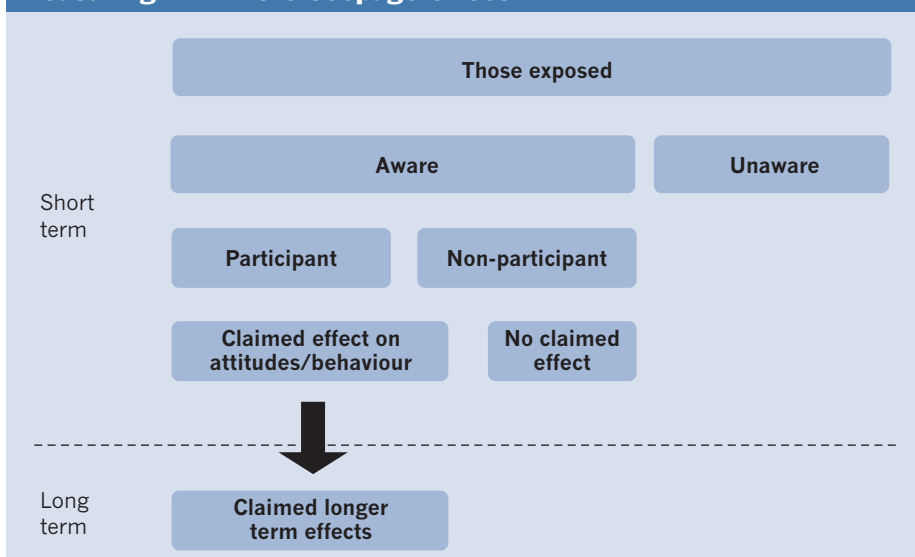 Those exposed
Aware
Unaware
Short
term
Participant
Non-participant
Claimed effect on
attitudes/behaviour
No claimed
effect
Long
term
Claimed longer
term effects